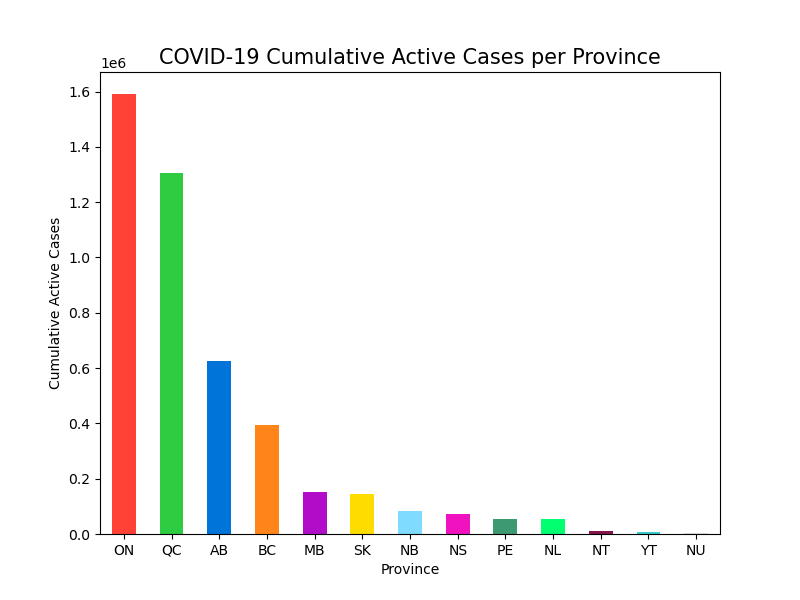 COVID-19 Cumulative Active Cases per Province
1e6
1.6
1.4
1.2
1.0
0.8
0.6
0.4
0.2
0.0
Cumulative Active Cases
ON QC AB BC MB SK NB NS PE NL NT YT NU
Province